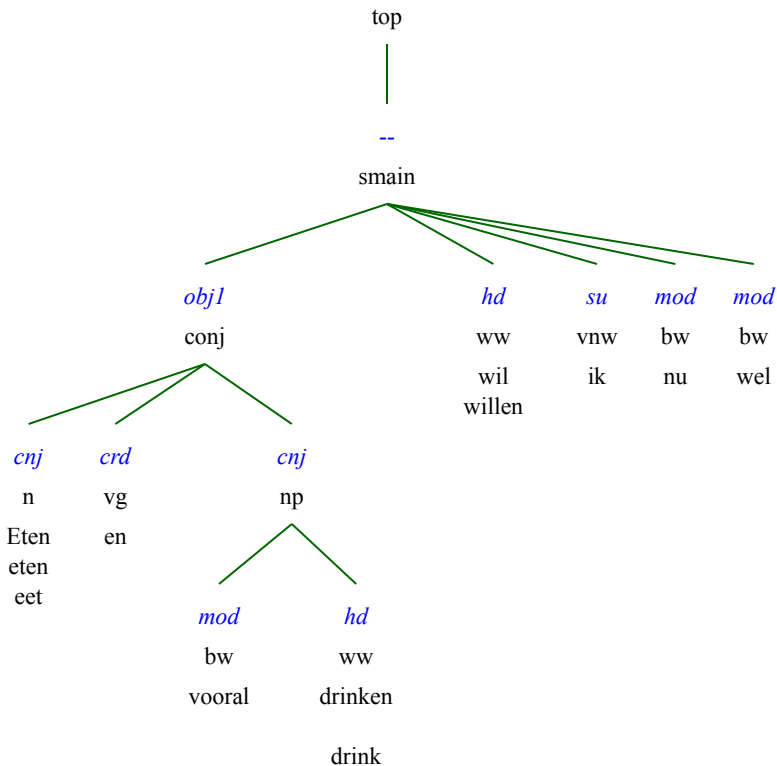 top
--
smain
obj1 hd su mod mod
conj ww vnw bw bw
wil ik nu wel
willen
cnj crd cnj
n vg np
Eten en
eten
eet
mod hd
bw ww
vooral drinken
drink